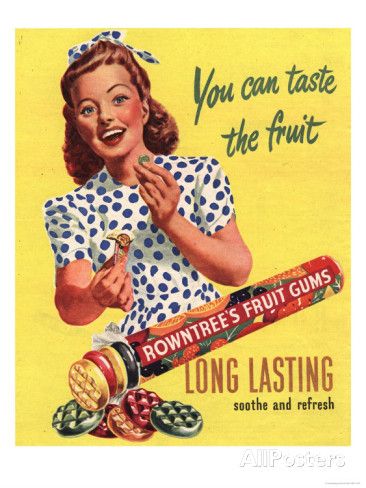 You can taste
the fruit
ROWNTREE'S FRUIT GUMS
LONG LASTING
soothe and refresh
AllPosters